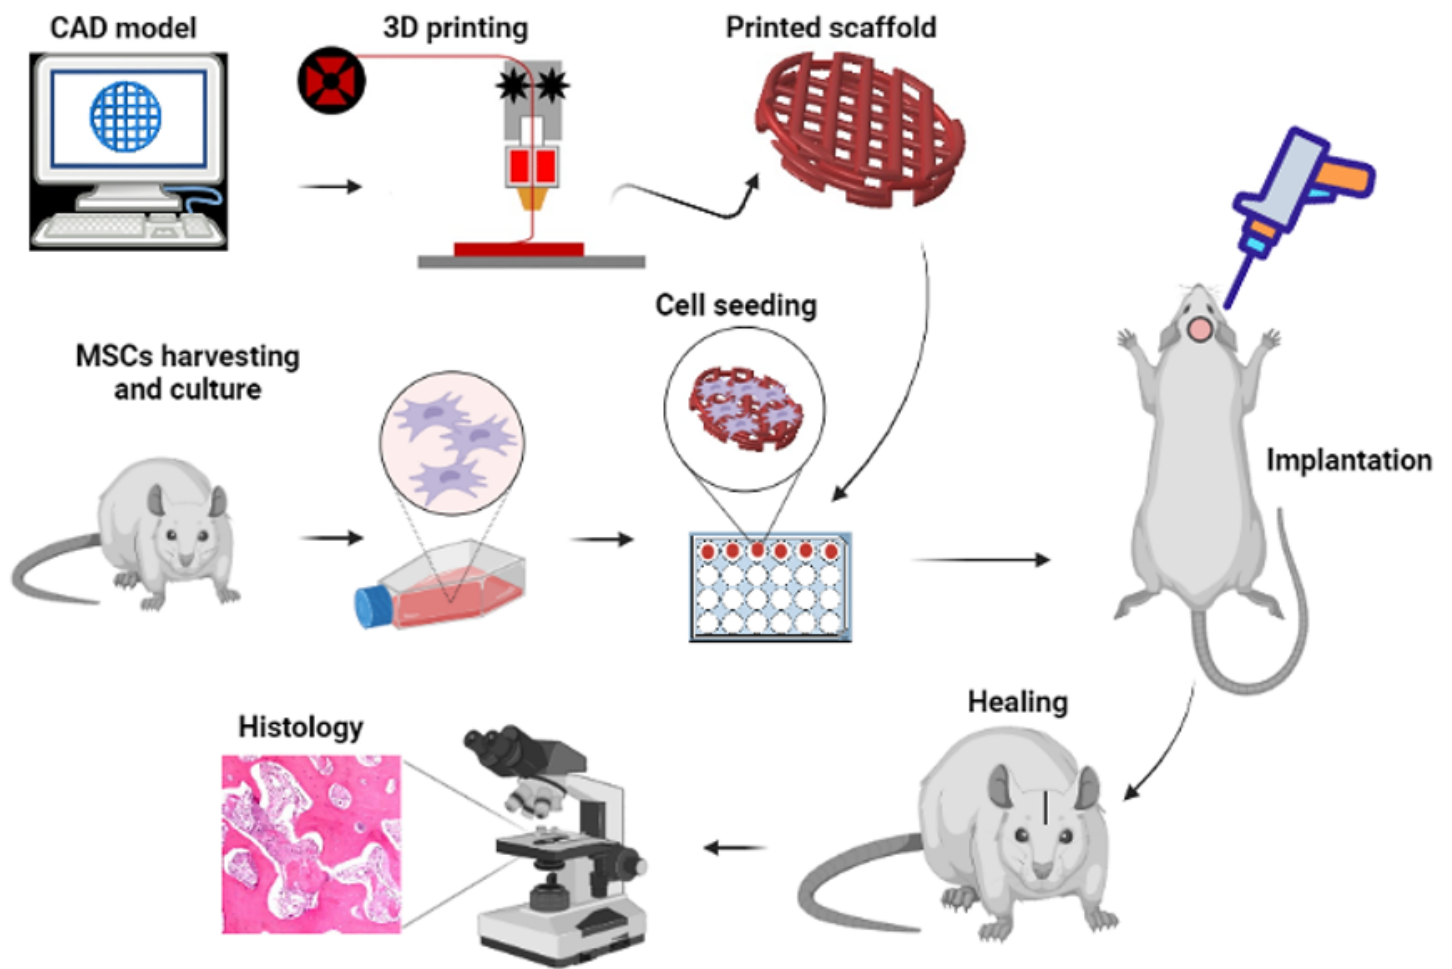 CAD model
3D printing
Printed scaffold
Cell seeding
MSCs harvesting
and culture
Implantation
Healing
Histology